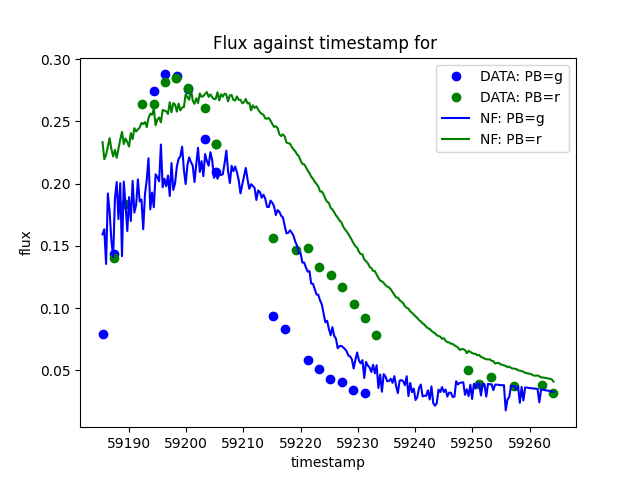 Flux against timestamp for
DATA: PB=g
DATA: PB=r
NF: PB=g
NF: PB=r
flux
0.30
0.25
0.20
0.15
0.10
0.05
59190 59200 59210 59220 59230 59240 59250 59260
timestamp